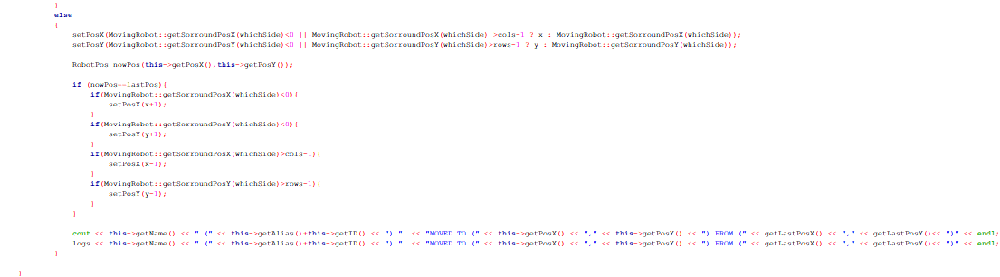 }
else
{
setPosX(MovingRobot::getSorroundPosX(whichSide)<0 || MovingRobot::getSorroundPosX(whichSide) >cols-1 ? x : MovingRobot::getSorroundPosX(whichSide));
setPosY(MovingRobot::getSorroundPosY(whichSide)<0 || MovingRobot::getSorroundPosY(whichSide)>rows-1 ? y : MovingRobot::getSorroundPosY(whichSide));
RobotPos nowPos(this->getPosX(),this->getPosY());
if (nowPos==lastPos){
if(MovingRobot::getSorroundPosX(whichSide)<0){
setPosX(x+1);
}
if(MovingRobot::getSorroundPosY(whichSide)<0){
setPosY(y+1);
}
if(MovingRobot::getSorroundPosX(whichSide)>cols-1){
setPosX(x-1);
}
if(MovingRobot::getSorroundPosY(whichSide)>rows-1){
setPosY(y-1);
}
}
cout << this->getName() << " (" << this->getAlias()+this->getID() << ") " << "MOVED TO (" << this->getPosX() << "," << this->getPosY() << ") FROM (" << getLastPosX() << "," << getLastPosY()<< ")" << endl;
logs << this->getName() << " (" << this->getAlias()+this->getID() << ") " << "MOVED TO (" << this->getPosX() << "," << this->getPosY() << ") FROM (" << getLastPosX() << "," << getLastPosY()<< ")" << endl;
}
}